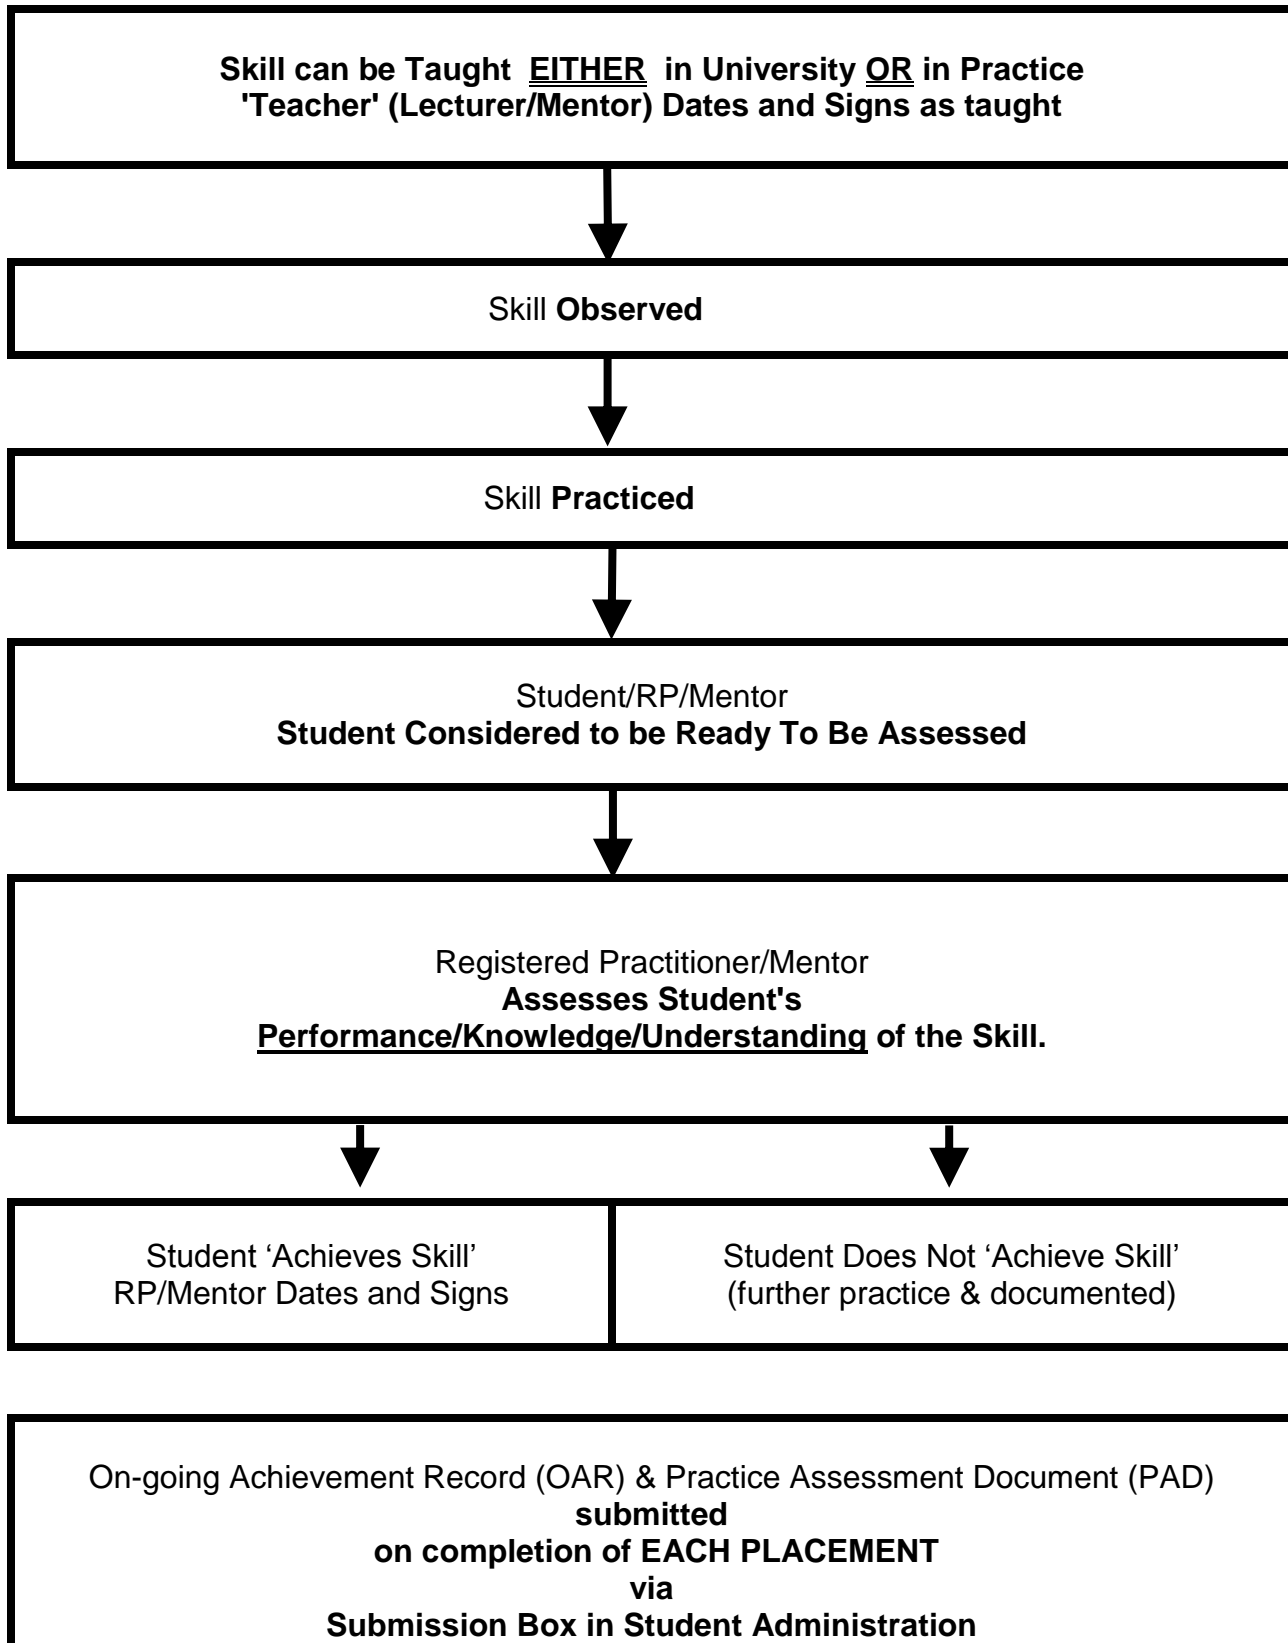 Skill can be Taught EITHER in University OR in Practice
'Teacher' (Lecturer/Mentor) Dates and Signs as taught
Skill Observed
Skill Practiced
Student/RP/Mentor
Student Considered to be Ready To Be Assessed
Registered Practitioner/Mentor
Assesses Student's
Performance/Knowledge/Understanding of the Skill.
Student ‘Achieves Skill’
RP/Mentor Dates and Signs
Student Does Not ‘Achieve Skill’
(further practice & documented)
On-going Achievement Record (OAR) & Practice Assessment Document (PAD)
submitted
on completion of EACH PLACEMENT
via
Submission Box in Student Administration